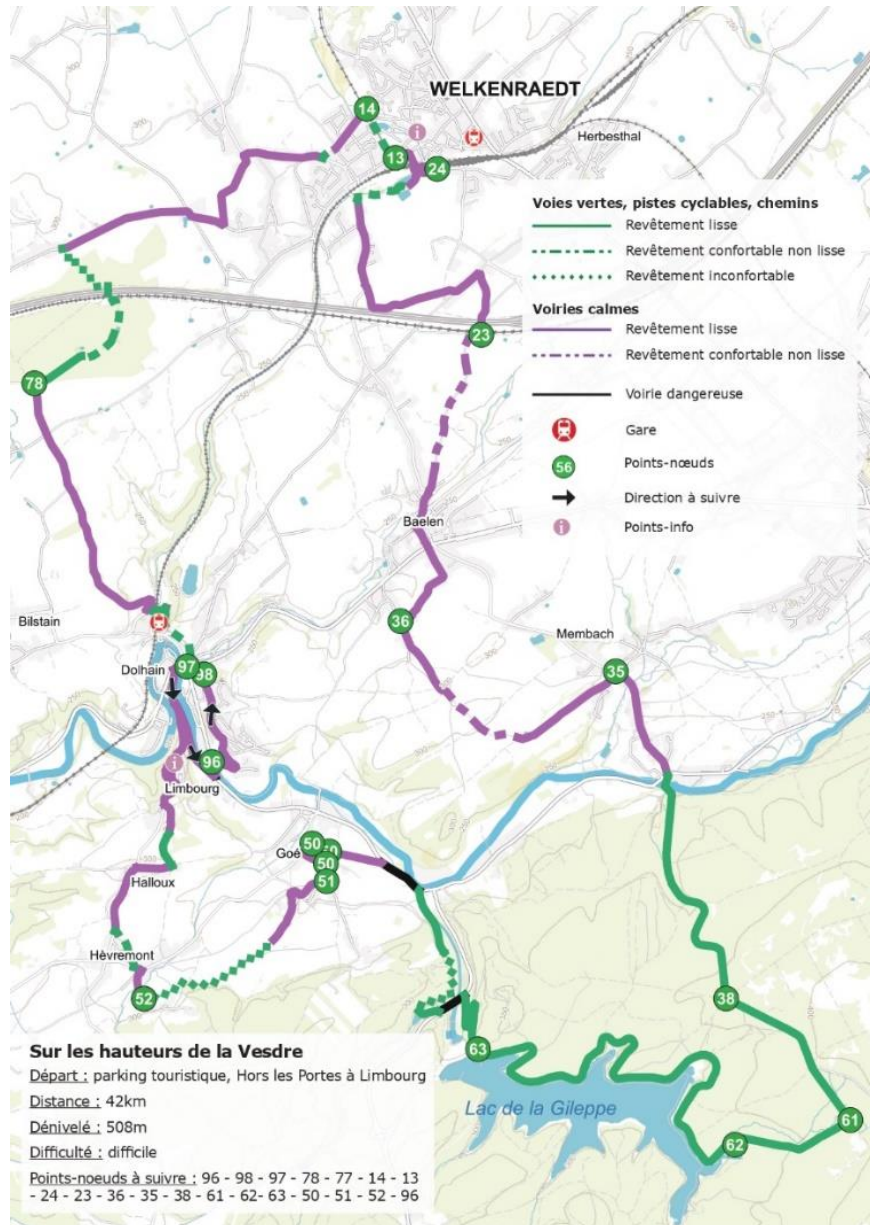 WELKENRAEDT
14
Herbesthal
13
24
Voies vertes, pistes cyclables, chemins
Revêtement lisse
Revêtement confortable non lisse
Revêtement inconfortable
Voiries calmes
Revêtement lisse
Revêtement confortable non lisse
Voirie dangereuse
Gare
56 Points-nœuds
Direction à suivre
i Points-info
23
78
Baelen
36
Bilstain
Membach
35
Dolhain
97
98
96
Limbourg
Goé
50
50
50
51
Halloux
Hèvremont
52
38
63
Lac de la Gileppe
61
62
Sur les hauteurs de la Vesdre
Départ : parking touristique, Hors les Portes à Limbourg
Distance : 42km
Dénivelé : 508m
Difficulté : difficile
Points-noeuds à suivre : 96 - 98 - 97 - 78 - 77 - 14 - 13
- 24 - 23 - 36 - 35 - 38 - 61 - 62- 63 - 50 - 51 - 52 - 96